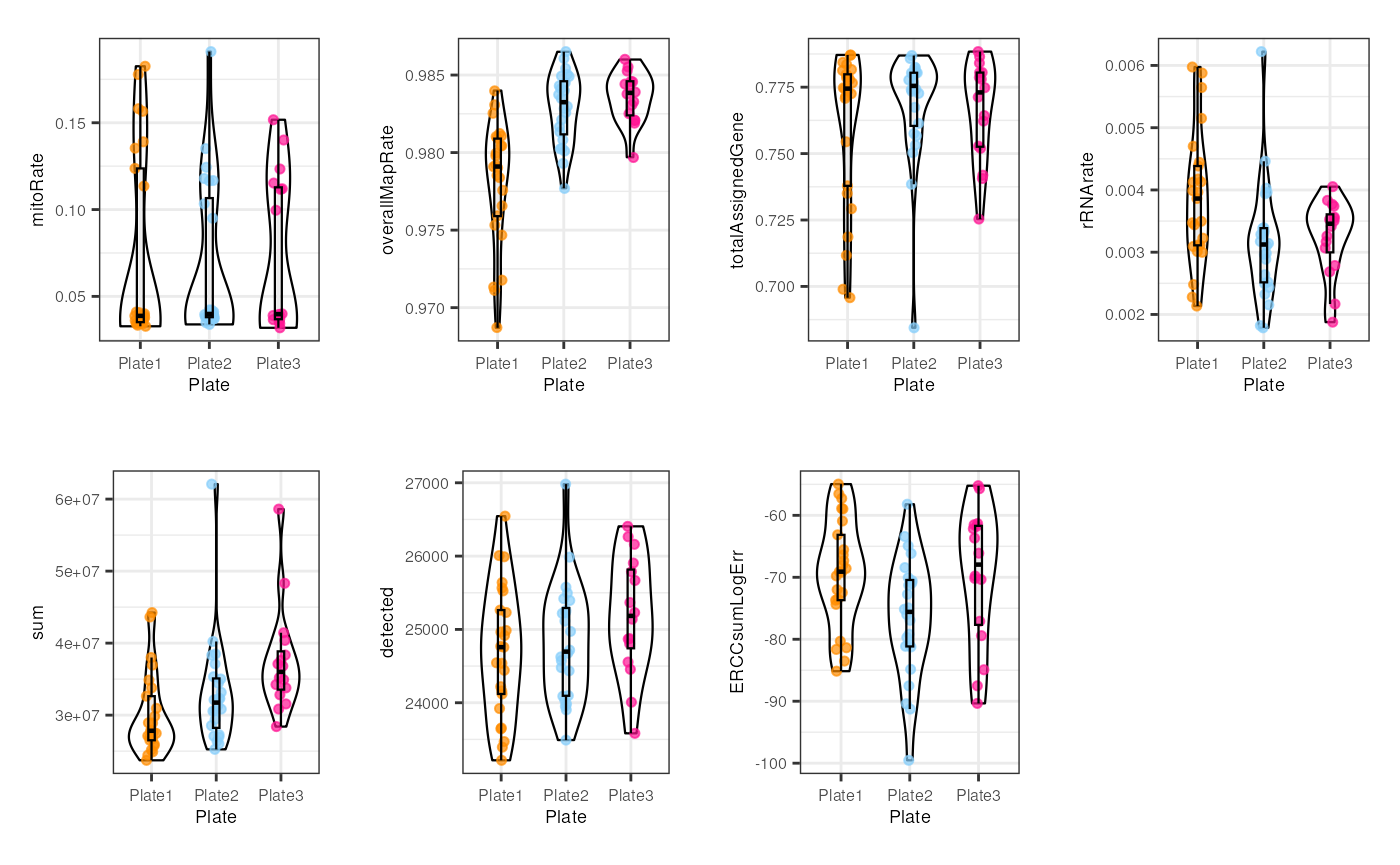 mitoRate
0.15
0.10
0.05
Plate1 Plate2 Plate3
Plate
overallMapRate
0.985
0.980
0.975
0.970
Plate1 Plate2 Plate3
Plate
totalAssignedGene
0.775
0.750
0.725
0.700
Plate1 Plate2 Plate3
Plate
rRNArate
0.006
0.005
0.004
0.003
0.002
Plate1 Plate2 Plate3
Plate
sum
6e+07
5e+07
4e+07
3e+07
Plate1 Plate2 Plate3
Plate
detected
27000
26000
25000
24000
Plate1 Plate2 Plate3
Plate
ERCCsumLogErr
-60
-70
-80
-90
-100
Plate1 Plate2 Plate3
Plate